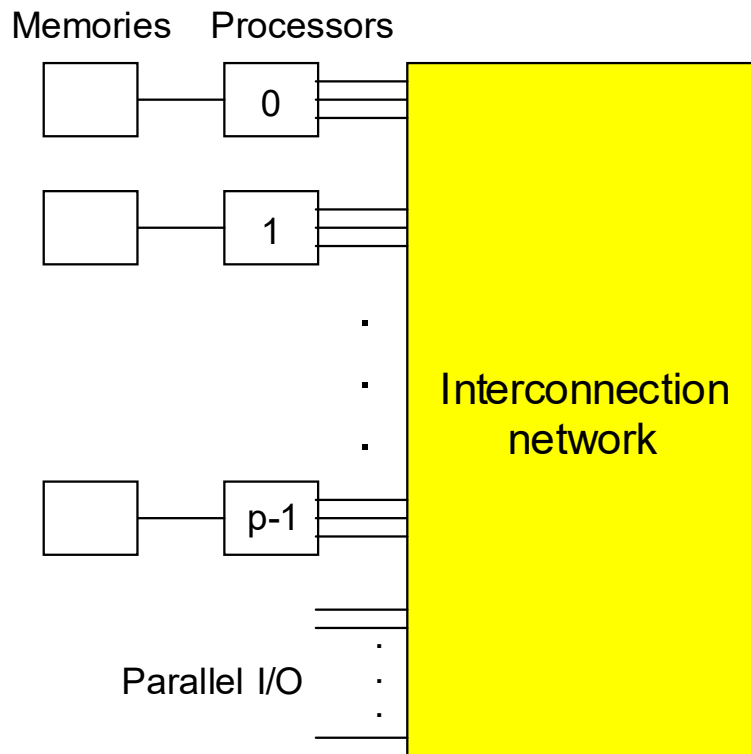 Memories Processors
0
1
Interconnection
network
p-1
Parallel I/O